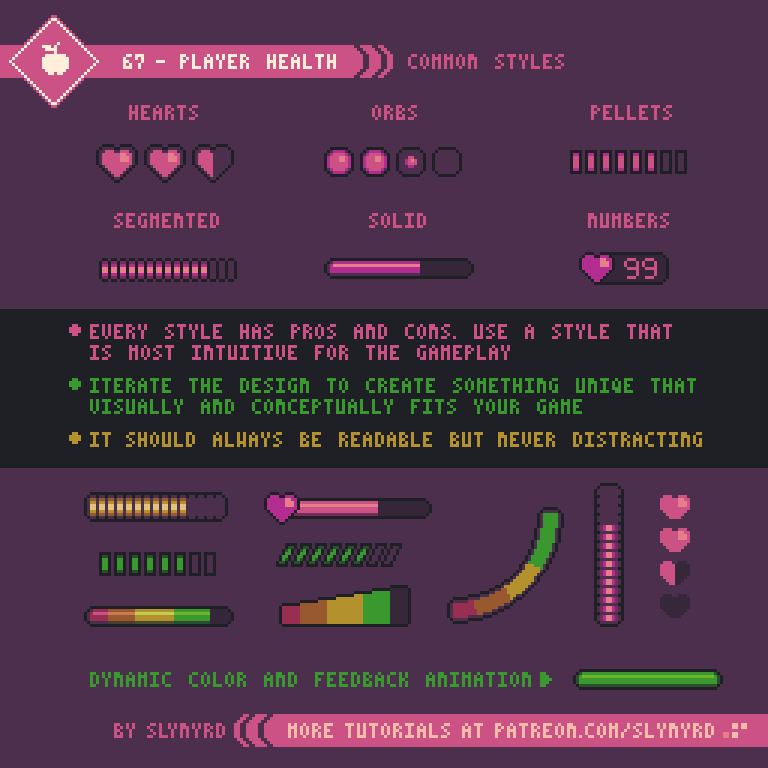 67 - PLAYER HEALTH
COMMON STYLES
HEARTS
ORBS
PELLETS
SEGMENTED
SOLID
NUMBERS
99
EVERY STYLE HAS PROS AND CONS. USE A STYLE THAT
IS MOST INTUITIVE FOR THE GAMEPLAY
ITERATE THE DESIGN TO CREATE SOMETHING UNIQE THAT
VISUALLY AND CONCEPTUALLY FITS YOUR GAME
IT SHOULD ALWAYS BE READABLE BUT NEVER DISTRACTING
DYNAMIC COLOR AND FEEDBACK ANIMATION
BY SLYNYRD
MORE TUTORIALS AT PATREON.COM/SLYNYRD